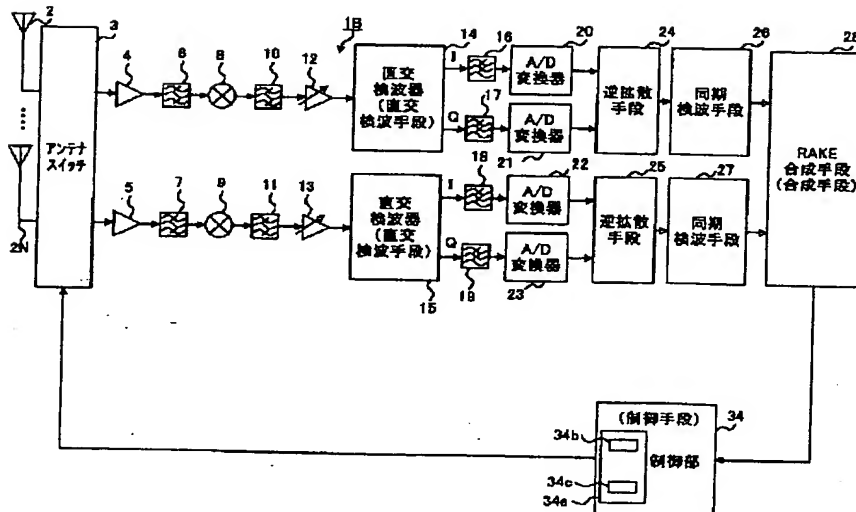 2
3
4
6
8
10
12
1B
14
16
20
24
26
28
アンテナ
スイッチ
直交
検波器
(直交
検波手段)
I
Q
17
A/D
変換器
A/D
変換器
21
逆拡散
手段
同期
検波手段
RAKE
合成手段
(合成手段)
2N
5
7
9
11
13
直交
検波器
(直交
検波手段)
15
I
Q
18
19
22
A/D
変換器
A/D
変換器
23
25
逆拡散
手段
27
同期
検波手段
(制御手段)
34
34b
制御部
34c
34a